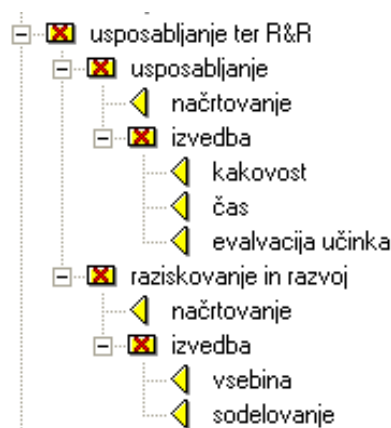 usposabljanje ter R&R
usposabljanje
načrtovanje
izvedba
kakovost
čas
evalvacija učinka
raziskovanje in razvoj
načrtovanje
izvedba
vsebina
sodelovanje